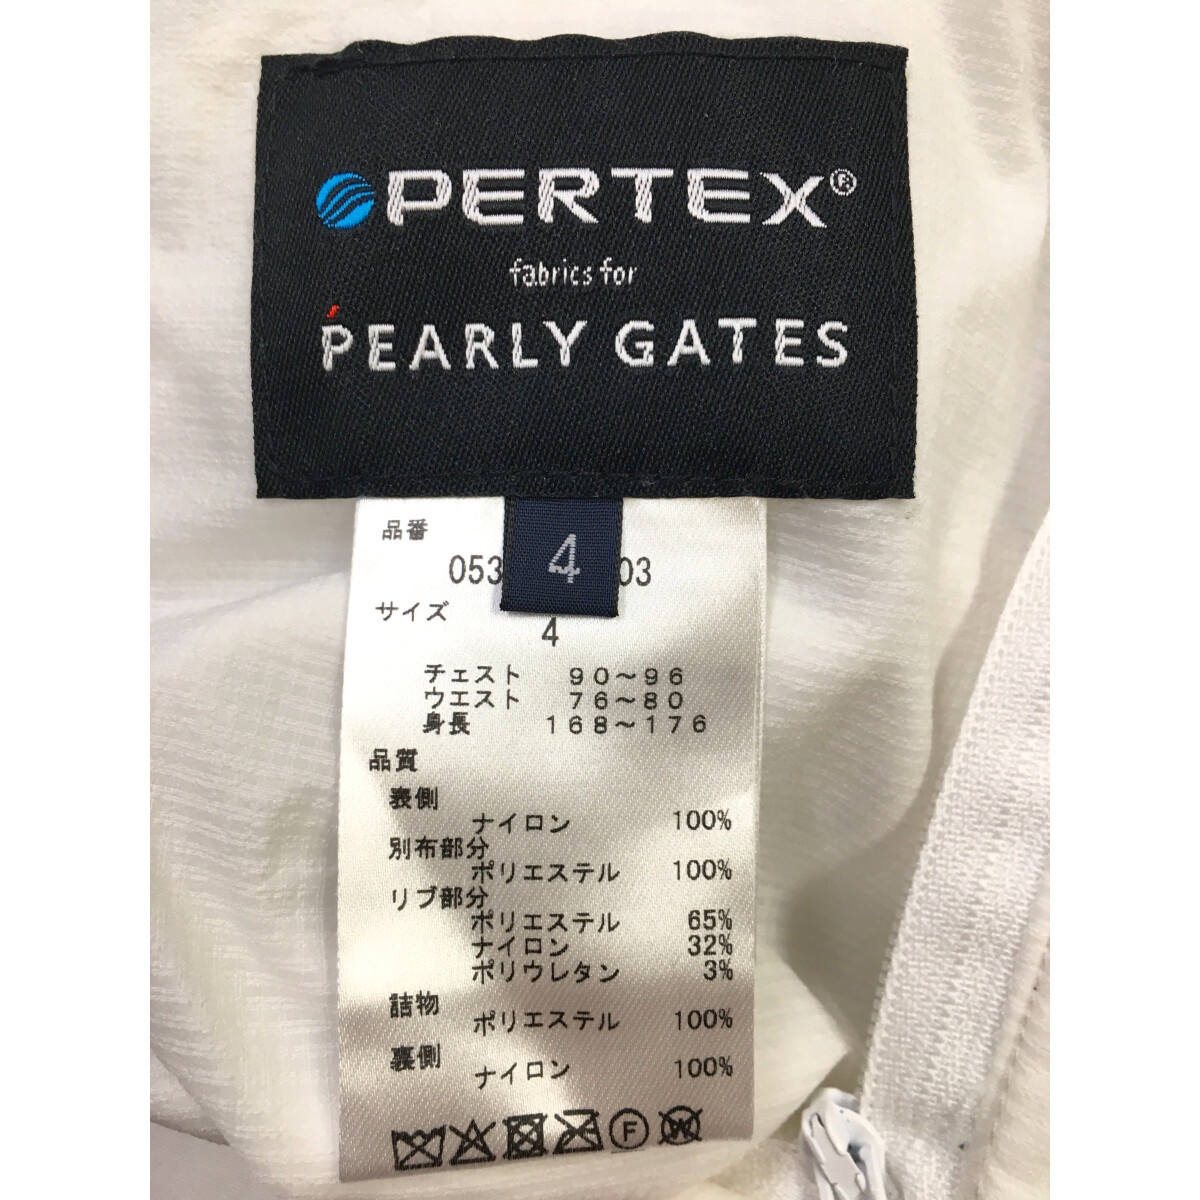 PERTEX®
fabrics for
PEARLY GATES
品番
053 4 03
サイズ
4
チェスト 90～96
ウエスト 76～80
身長 168～176
品質
表側
ナイロン 100%
別布部分
ポリエステル 100%
リブ部分
ポリエステル 65%
ナイロン 32%
ポリウレタン 3%
詰物
ポリエステル 100%
裏側
ナイロン 100%
F W